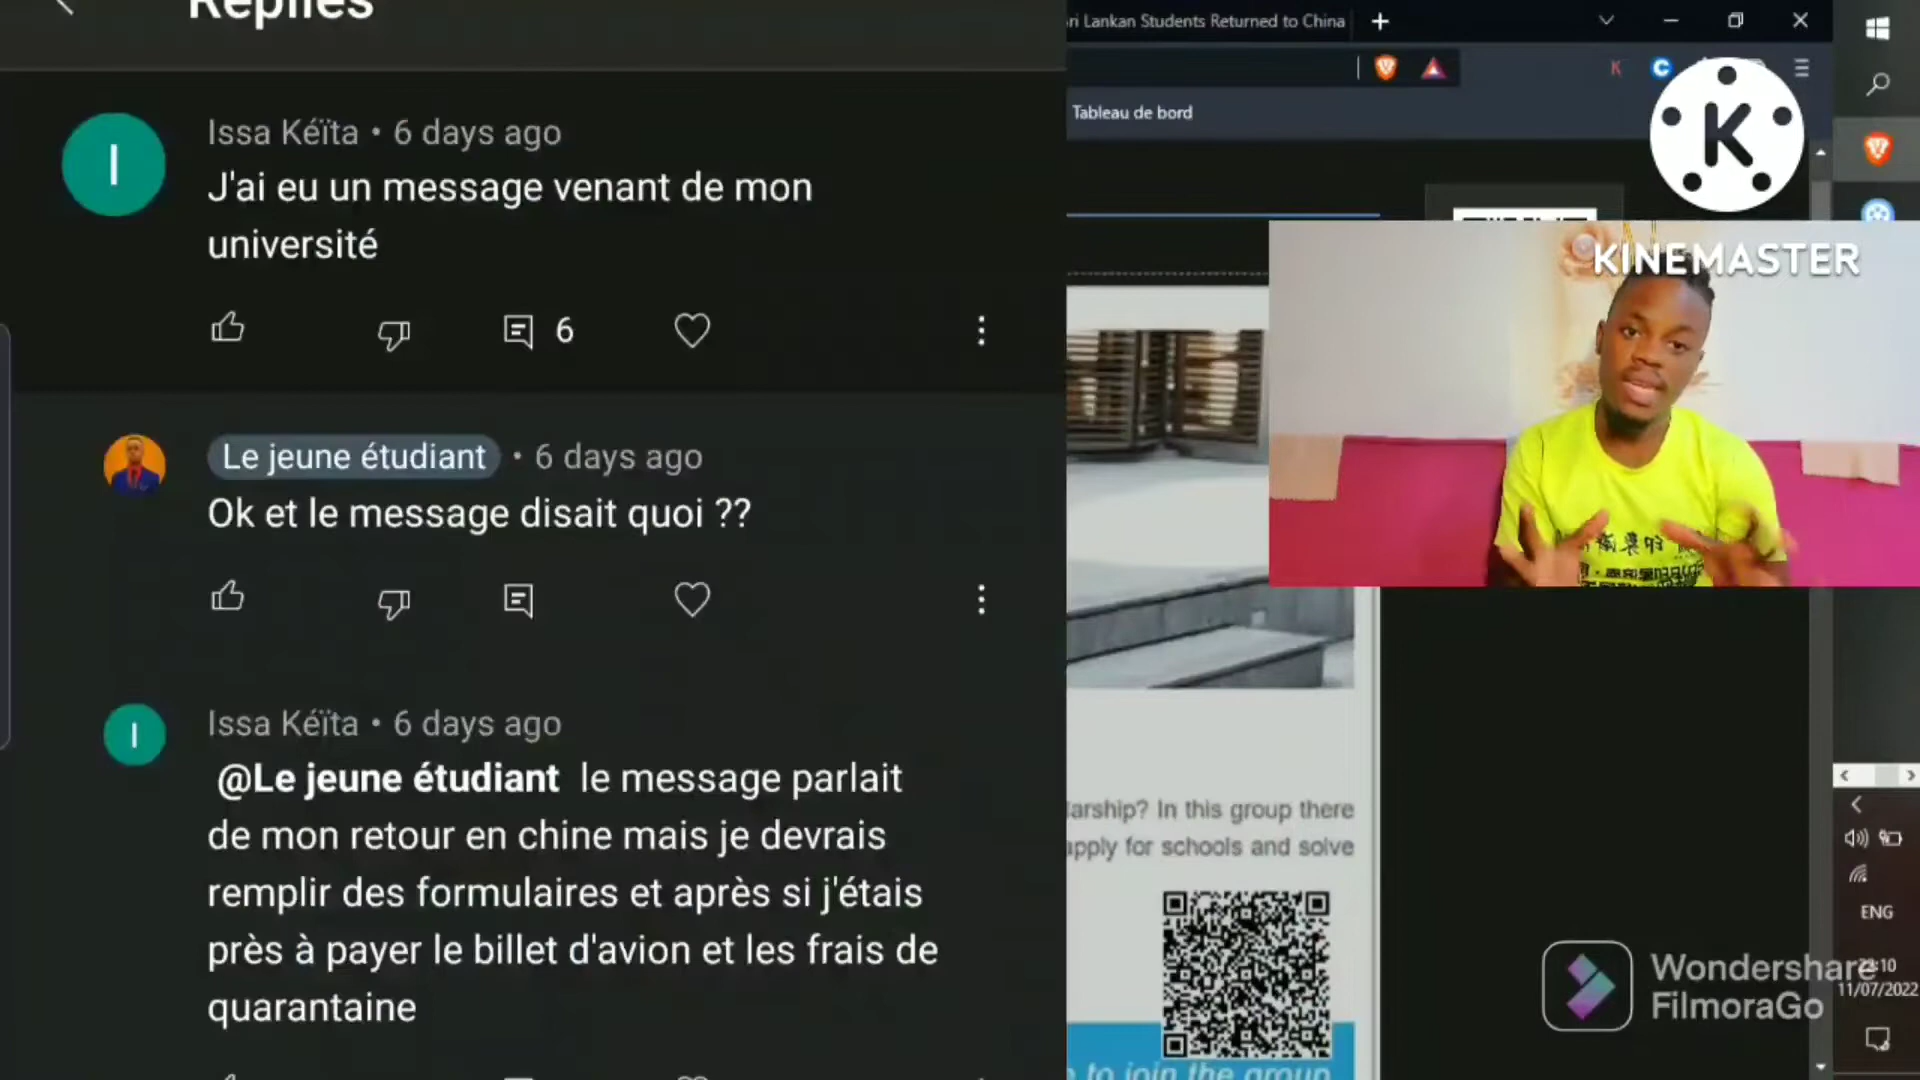 Replies
I
Issa Kéïta • 6 days ago
J'ai eu un message venant de mon
université
6
Le jeune étudiant • 6 days ago
Ok et le message disait quoi ??
I
Issa Kéïta • 6 days ago
@Le jeune étudiant le message parlait
de mon retour en chine mais je devrais
remplir des formulaires et après si j'étais
près à payer le billet d'avion et les frais de
quarantaine
ri Lankan Students Returned to China
K
C
Tableau de bord
K
KINEMASTER
larship? In this group there
apply for schools and solve
to join the group
ENG
Wondershare
FilmoraGo
11/07/2022